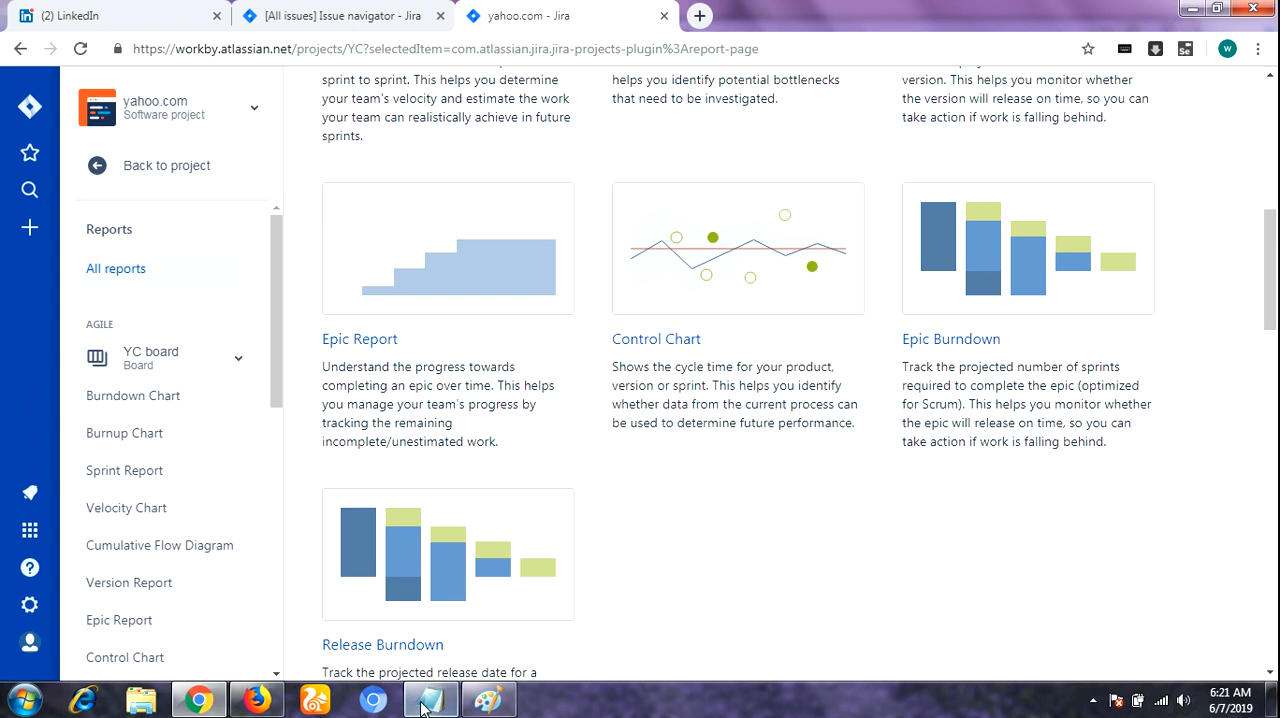 (2) LinkedIn
[All issues] Issue navigator - Jira
yahoo.com - Jira
https://workby.atlassian.net/projects/YC?selectedItem=com.atlassian.jira.jira-projects-plugin%3Areport-page
Se
w
yahoo.com
Software project
Back to project
Reports
All reports
AGILE
YC board
Board
Burndown Chart
Burnup Chart
Sprint Report
Velocity Chart
Cumulative Flow Diagram
Version Report
Epic Report
Control Chart
sprint to sprint. This helps you determine
your team's velocity and estimate the work
your team can realistically achieve in future
sprints.
helps you identify potential bottlenecks
that need to be investigated.
version. This helps you monitor whether
the version will release on time, so you can
take action if work is falling behind.
Epic Report
Understand the progress towards
completing an epic over time. This helps
you manage your team's progress by
tracking the remaining
incomplete/unestimated work.
Control Chart
Shows the cycle time for your product,
version or sprint. This helps you identify
whether data from the current process can
be used to determine future performance.
Epic Burndown
Track the projected number of sprints
required to complete the epic (optimized
for Scrum). This helps you monitor whether
the epic will release on time, so you can
take action if work is falling behind.
Release Burndown
Track the projected release date for a
6:21 AM
6/7/2019